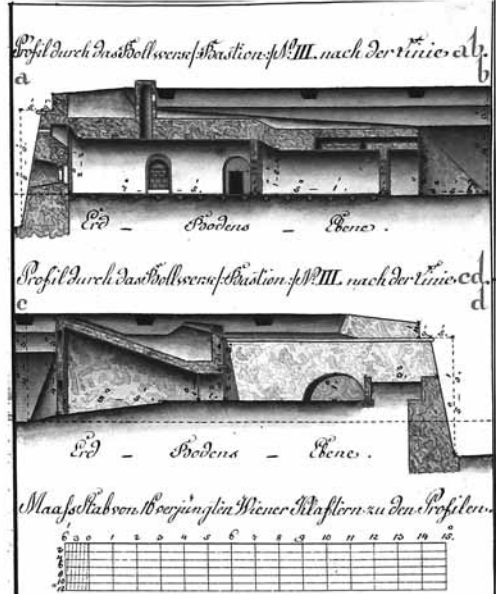 Profil durch das Bollwerk /:Bastion:/ No. III. nach der Linie ab.
a b
Erd – Bodens – Ebene.
Profil durch das Bollwerk /:Bastion:/ No. III. nach der Linie cd.
c d
Erd – Bodens – Ebene.
Maass Stab von 16 verjüngten Wiener Klaftern zu den Profilen.
6 3 0 1 2 3 4 5 6 7 8 9 10 11 12 13 14 15.